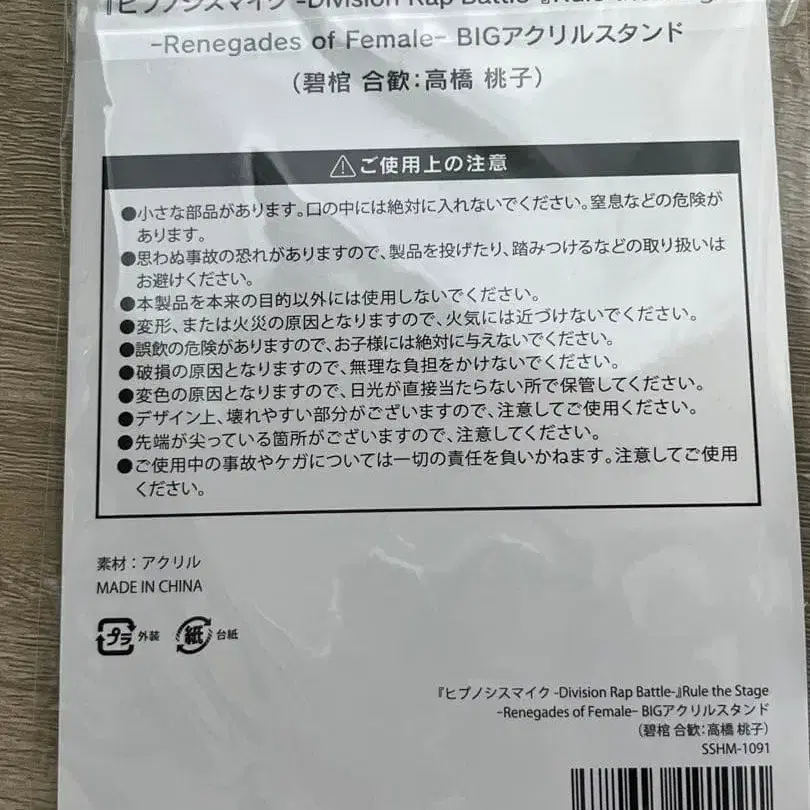 『ヒプノシスマイク -Division Rap Battle-』Rule the Stage
-Renegades of Female- BIGアクリルスタンド
(碧棺 合歓:高橋 桃子)
⚠ご使用上の注意
●小さな部品があります。口の中には絶対に入れないでください。窒息などの危険が
あります。
●思わぬ事故の恐れがありますので、製品を投げたり、踏みつけるなどの取り扱いは
お避けください。
●本製品を本来の目的以外には使用しないでください。
●変形、または火災の原因となりますので、火気には近づけないでください。
●誤飲の危険がありますので、お子様には絶対に与えないでください。
●破損の原因となりますので、無理な負担をかけないでください。
●変色の原因となりますので、日光が直接当たらない所で保管してください。
●デザイン上、壊れやすい部分がございますので、注意してご使用ください。
●先端が尖っている箇所がございますので、注意してください。
●ご使用中の事故やケガについては一切の責任を負いかねます。注意してご使用
ください。
素材:アクリル
MADE IN CHINA
プラ 外装 紙 台紙
『ヒプノシスマイク -Division Rap Battle-』Rule the Stage
-Renegades of Female- BIGアクリルスタンド
(碧棺 合歓:高橋 桃子)
SSHM-1091